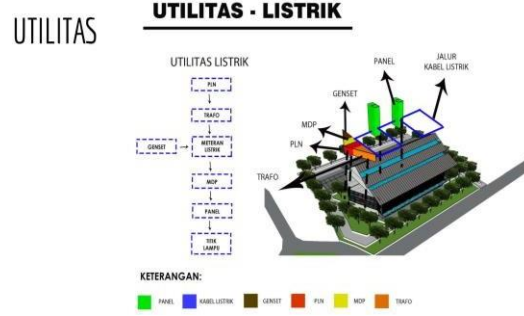 UTILITAS - LISTRIK
UTILITAS
UTILITAS LISTRIK
PLN
TRAFO
GENSET
METERAN
LISTRIK
MDP
PANEL
TITIK
LAMPU
PANEL
JALUR
KABEL LISTRIK
GENSET
MDP
PLN
TRAFO
KETERANGAN:
PANEL KABEL LISTRIK GENSET PLN MDP TRAFO